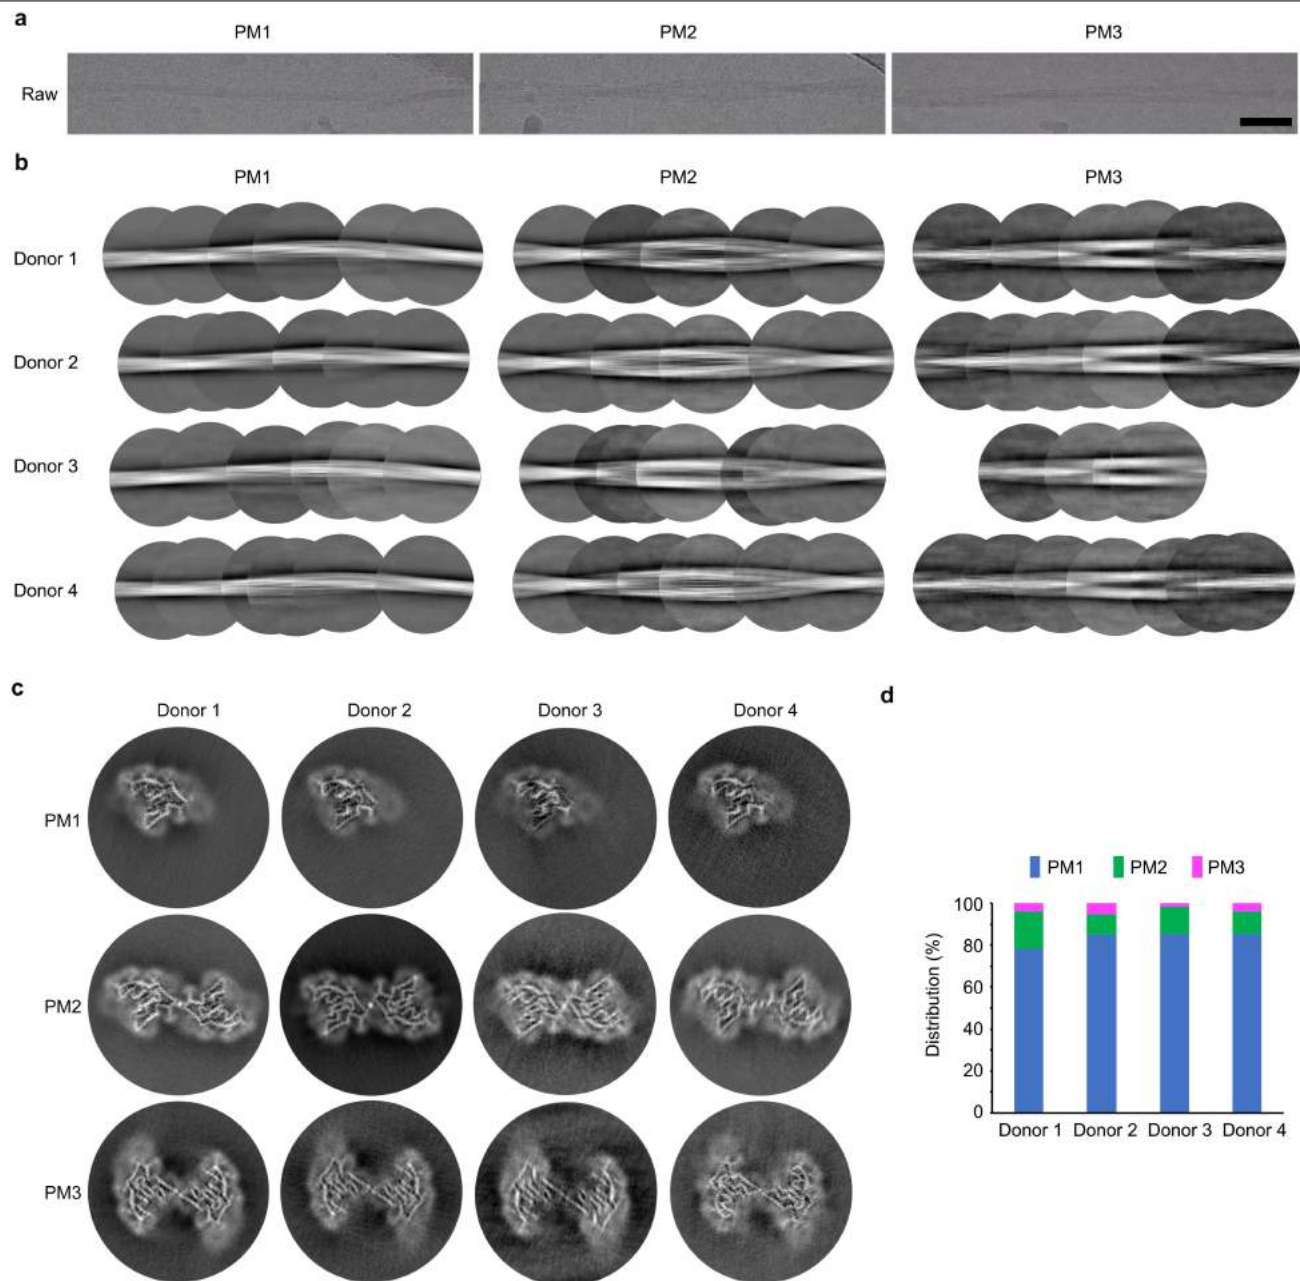 a
PM1 PM2 PM3
Raw
b
PM1 PM2 PM3
Donor 1
Donor 2
Donor 3
Donor 4
c
Donor 1 Donor 2 Donor 3 Donor 4
PM1
PM2
PM3
d
PM1 PM2 PM3
Distribution (%)
100
80
60
40
20
0
Donor 1 Donor 2 Donor 3 Donor 4